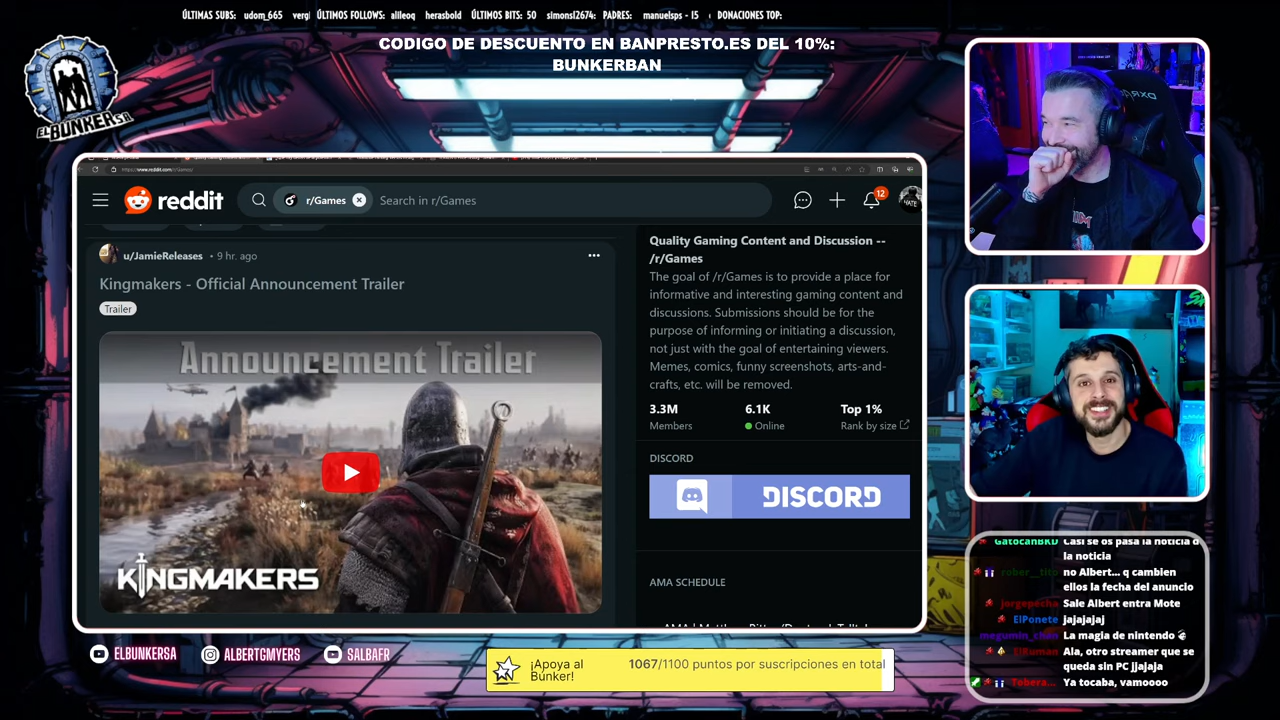 ÚLTIMAS SUBS: udom_665 vergi ÚLTIMOS FOLLOWS: alileoq herasbold ÚLTIMOS BITS: 50 simonsl2674: PADRES: manuelsps - 15 DONACIONES TOP:
CODIGO DE DESCUENTO EN BANPRESTO.ES DEL 10%:
BUNKERBAN
EL BUNKER S.A.
reddit
r/Games
Search in r/Games
12
u/JamieReleases • 9 hr. ago
Kingmakers - Official Announcement Trailer
Trailer
Announcement Trailer
KINGMAKERS
Quality Gaming Content and Discussion --
/r/Games
The goal of /r/Games is to provide a place for
informative and interesting gaming content and
discussions. Submissions should be for the
purpose of informing or initiating a discussion,
not just with the goal of entertaining viewers.
Memes, comics, funny screenshots, arts-and-
crafts, etc. will be removed.
3.3M 6.1K Top 1%
Members Online Rank by size
DISCORD
DISCORD
AMA SCHEDULE
DXRACER
GatocanBKD Casi se os pasa la noticia o
la noticia
rober__tito no Albert... q cambien
ellos la fecha del anuncio
jorgepecha Sale Albert entra Mote
ElPonete jajajajaj
megumin_chan La magia de nintendo
ElRuman Ala, otro streamer que se
queda sin PC JJajaja
Tobera... Ya tocaba, vamoooo
ELBUNKERSA
ALBERTGMYERS
SALBAFR
¡Apoya al
Bunker!
1067/1100 puntos por suscripciones en total